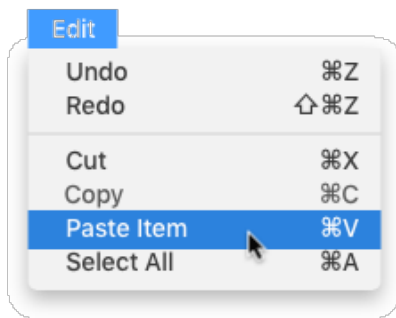 Edit
Undo ⌘Z
Redo ⇧⌘Z
Cut ⌘X
Copy ⌘C
Paste Item ⌘V
Select All ⌘A